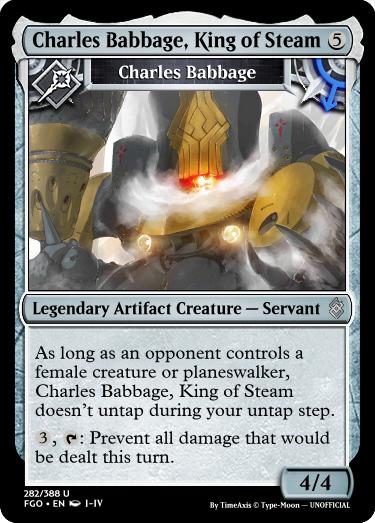 Charles Babbage, King of Steam 5
Charles Babbage
Legendary Artifact Creature — Servant
As long as an opponent controls a
female creature or planeswalker,
Charles Babbage, King of Steam
doesn't untap during your untap step.
3, : Prevent all damage that would
be dealt this turn.
4/4
282/388 U
FGO • EN I-IV
By TimeAxis © Type-Moon — UNOFFICIAL